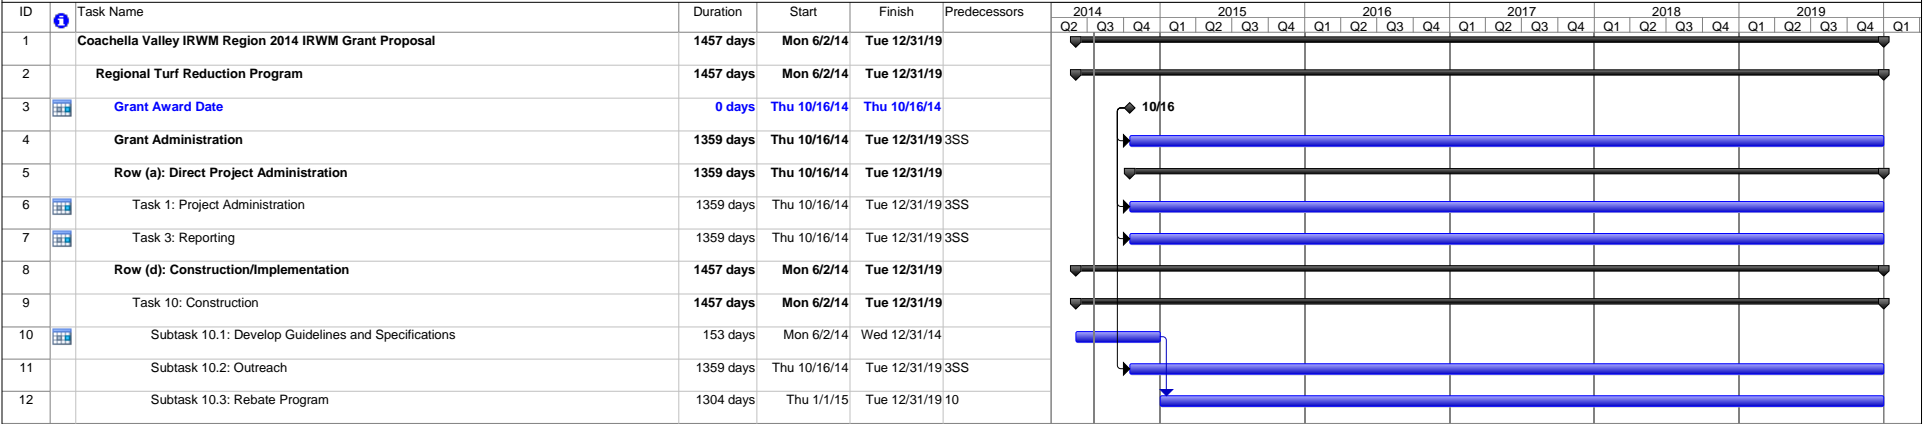 ID Task Name Duration Start Finish Predecessors 2014 2015 2016 2017 2018 2019
Q2 Q3 Q4 Q1 Q2 Q3 Q4 Q1 Q2 Q3 Q4 Q1 Q2 Q3 Q4 Q1 Q2 Q3 Q4 Q1 Q2 Q3 Q4 Q1
1 Coachella Valley IRWM Region 2014 IRWM Grant Proposal 1457 days Mon 6/2/14 Tue 12/31/19
2 Regional Turf Reduction Program 1457 days Mon 6/2/14 Tue 12/31/19
3 Grant Award Date 0 days Thu 10/16/14 Thu 10/16/14 10/16
4 Grant Administration 1359 days Thu 10/16/14 Tue 12/31/19 3SS
5 Row (a): Direct Project Administration 1359 days Thu 10/16/14 Tue 12/31/19
6 Task 1: Project Administration 1359 days Thu 10/16/14 Tue 12/31/19 3SS
7 Task 3: Reporting 1359 days Thu 10/16/14 Tue 12/31/19 3SS
8 Row (d): Construction/Implementation 1457 days Mon 6/2/14 Tue 12/31/19
9 Task 10: Construction 1457 days Mon 6/2/14 Tue 12/31/19
10 Subtask 10.1: Develop Guidelines and Specifications 153 days Mon 6/2/14 Wed 12/31/14
11 Subtask 10.2: Outreach 1359 days Thu 10/16/14 Tue 12/31/19 3SS
12 Subtask 10.3: Rebate Program 1304 days Thu 1/1/15 Tue 12/31/19 10